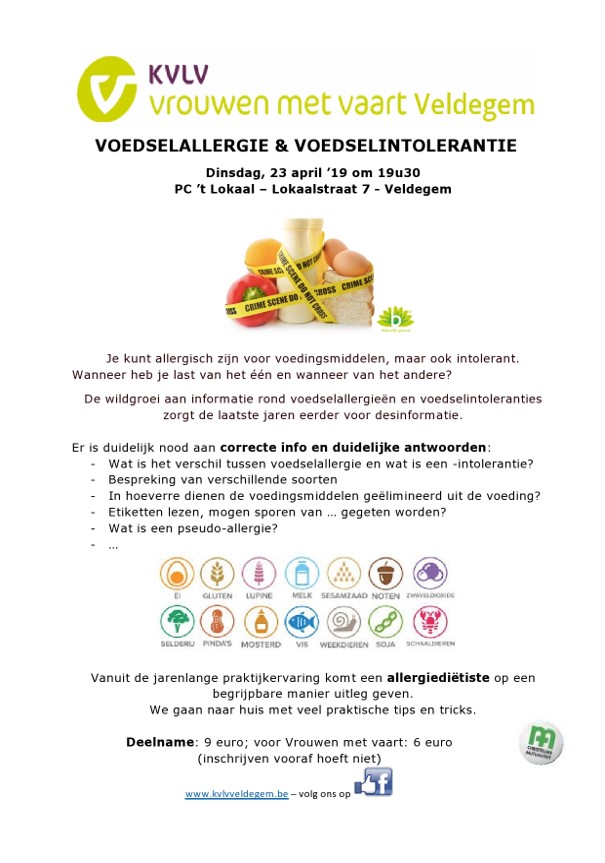 KVLV
vrouwen met vaart Veldegem
VOEDSELALLERGIE & VOEDSELINTOLERANTIE
Dinsdag, 23 april ’19 om 19u30
PC ’t Lokaal – Lokaalstraat 7 - Veldegem
CRIME SCENE DO NOT CROSS
CRIME SCENE DO NOT CROSS
Je kunt allergisch zijn voor voedingsmiddelen, maar ook intolerant.
Wanneer heb je last van het één en wanneer van het andere?
De wildgroei aan informatie rond voedselallergieën en voedselintoleranties
zorgt de laatste jaren eerder voor desinformatie.
Er is duidelijk nood aan correcte info en duidelijke antwoorden:
- Wat is het verschil tussen voedselallergie en wat is een -intolerantie?
- Bespreking van verschillende soorten
- In hoeverre dienen de voedingsmiddelen geëlimineerd uit de voeding?
- Etiketten lezen, mogen sporen van … gegeten worden?
- Wat is een pseudo-allergie?
- …
EI GLUTEN LUPINE MELK SESAMZAAD NOTEN ZWAVELDIOXIDE
SELDERIJ PINDA'S MOSTERD VIS WEEKDIEREN SOJA SCHAALDIEREN
Vanuit de jarenlange praktijkervaring komt een allergiediëtiste op een
begrijpbare manier uitleg geven.
We gaan naar huis met veel praktische tips en tricks.
Deelname: 9 euro; voor Vrouwen met vaart: 6 euro
(inschrijven vooraf hoeft niet)
CHRISTELIJKE
MUTUALITEIT
www.kvlvveldegem.be – volg ons op f